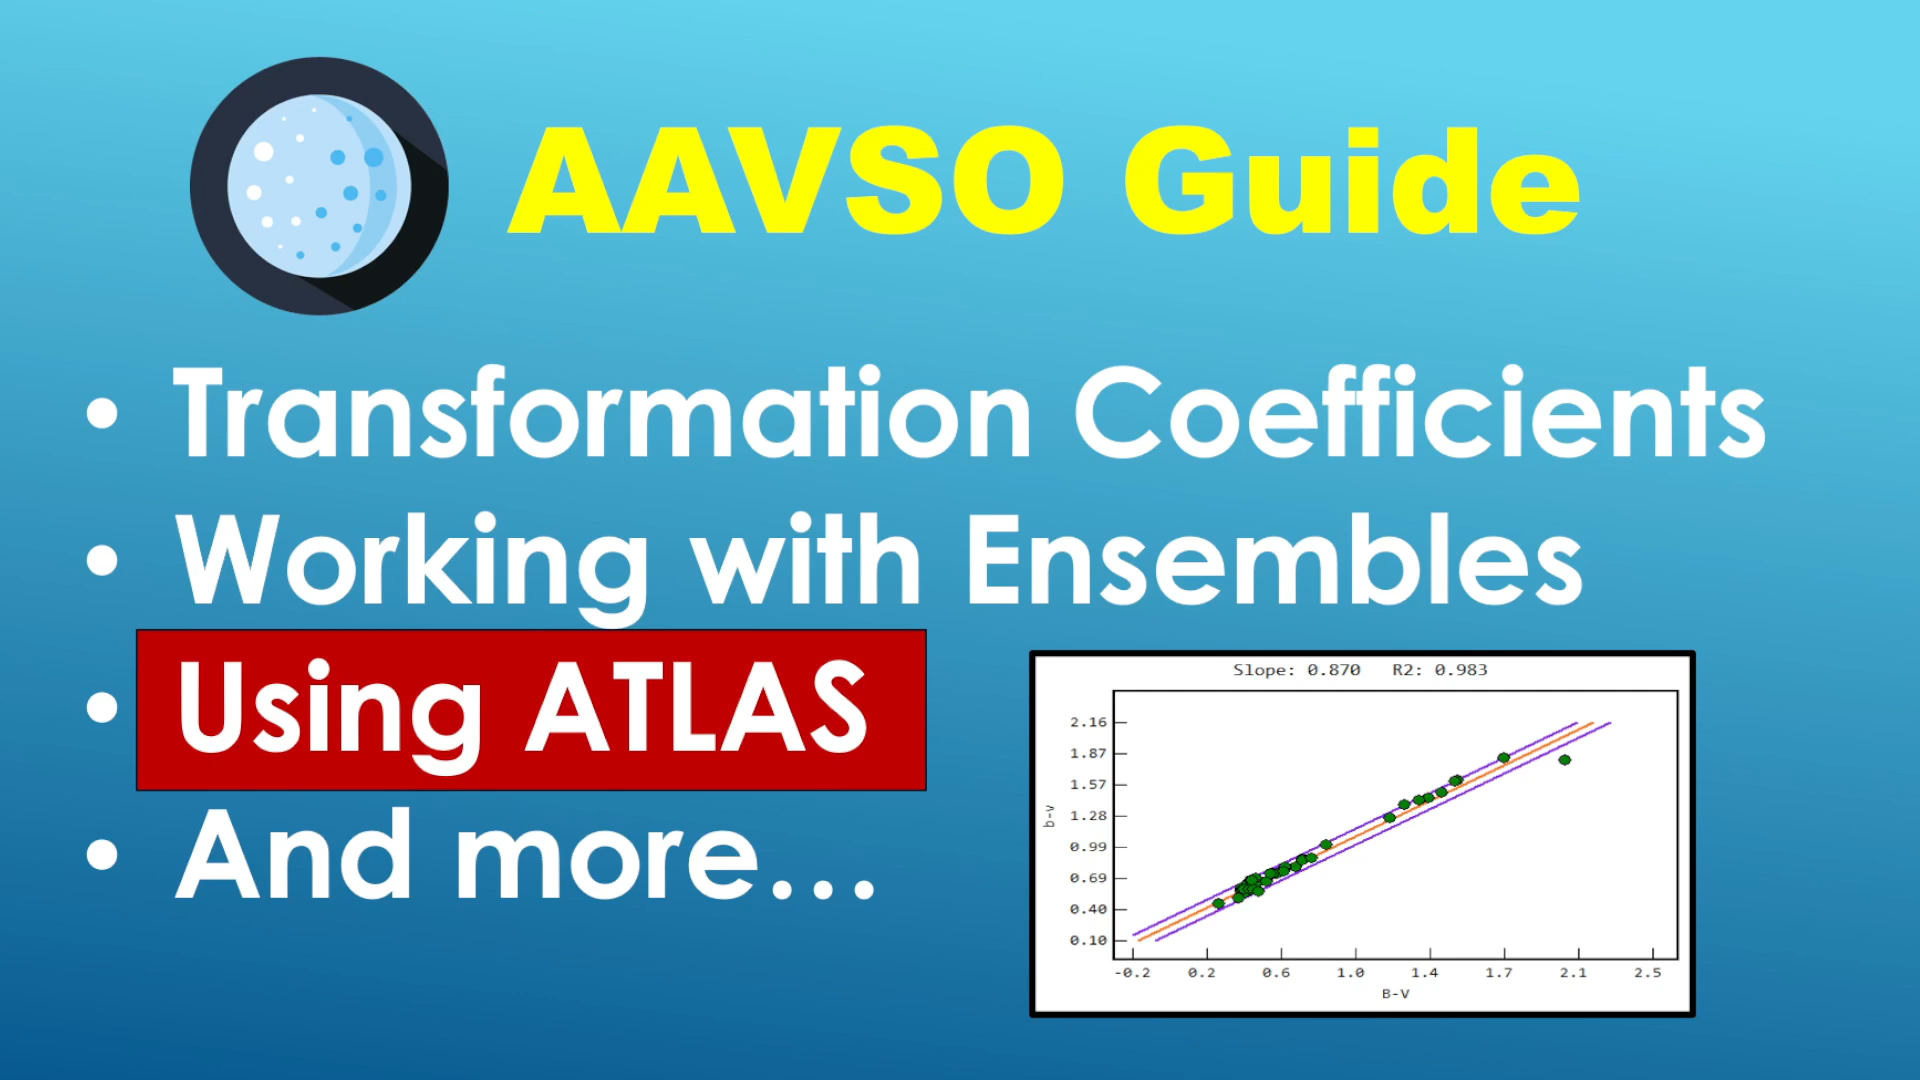 AAVSO Guide
• Transformation Coefficients
• Working with Ensembles
• Using ATLAS
• And more...
Slope: 0.870 R2: 0.983
2.16
1.87
1.57
1.28
0.99
0.69
0.40
0.10
b-v
-0.2 0.2 0.6 1.0 1.4 1.7 2.1 2.5
B-V